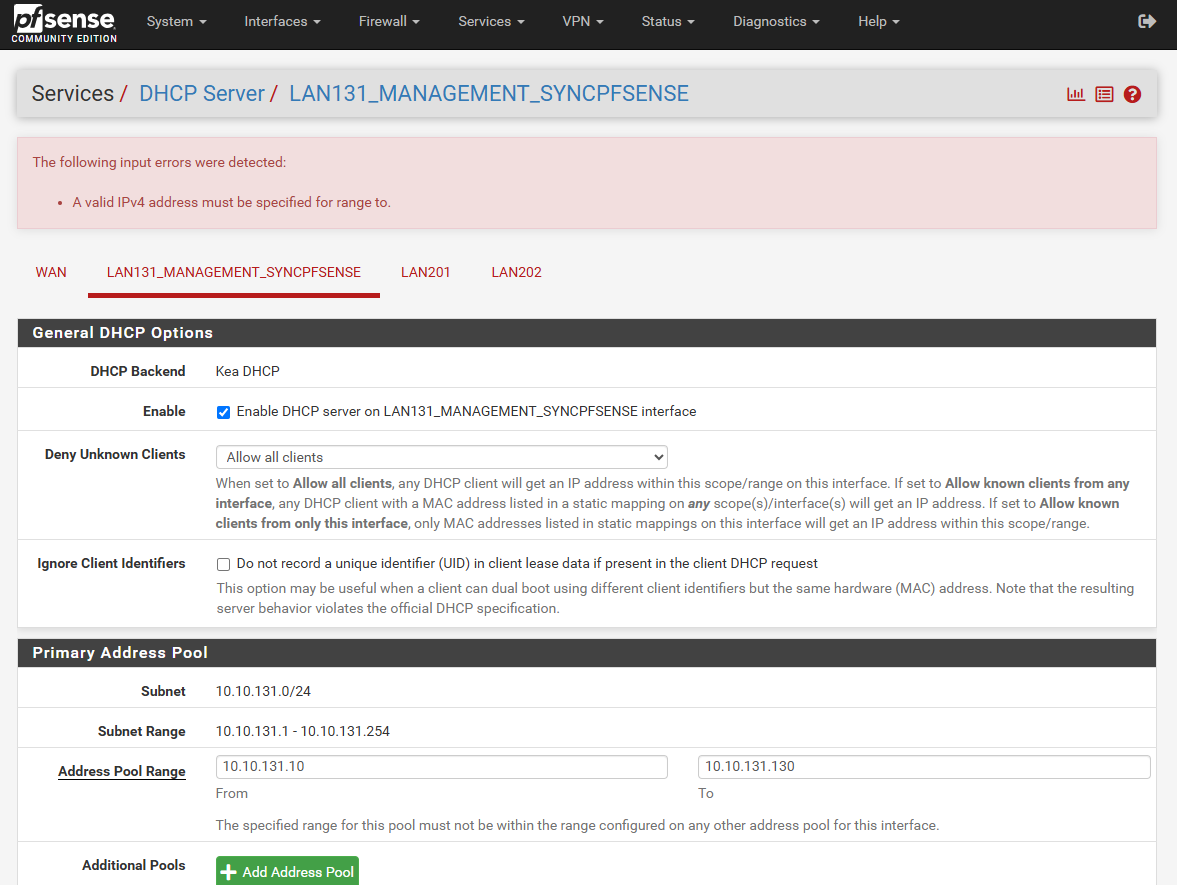 pfsense
COMMUNITY EDITION
System Interfaces Firewall Services VPN Status Diagnostics Help
Services / DHCP Server / LAN131_MANAGEMENT_SYNCPFSENSE
The following input errors were detected:
• A valid IPv4 address must be specified for range to.
WAN LAN131_MANAGEMENT_SYNCPFSENSE LAN201 LAN202
General DHCP Options
DHCP Backend Kea DHCP
Enable Enable DHCP server on LAN131_MANAGEMENT_SYNCPFSENSE interface
Deny Unknown Clients Allow all clients
When set to Allow all clients, any DHCP client will get an IP address within this scope/range on this interface. If set to Allow known clients from any
interface, any DHCP client with a MAC address listed in a static mapping on any scope(s)/interface(s) will get an IP address. If set to Allow known
clients from only this interface, only MAC addresses listed in static mappings on this interface will get an IP address within this scope/range.
Ignore Client Identifiers Do not record a unique identifier (UID) in client lease data if present in the client DHCP request
This option may be useful when a client can dual boot using different client identifiers but the same hardware (MAC) address. Note that the resulting
server behavior violates the official DHCP specification.
Primary Address Pool
Subnet 10.10.131.0/24
Subnet Range 10.10.131.1 - 10.10.131.254
Address Pool Range 10.10.131.10 10.10.131.130
From To
The specified range for this pool must not be within the range configured on any other address pool for this interface.
Additional Pools Add Address Pool